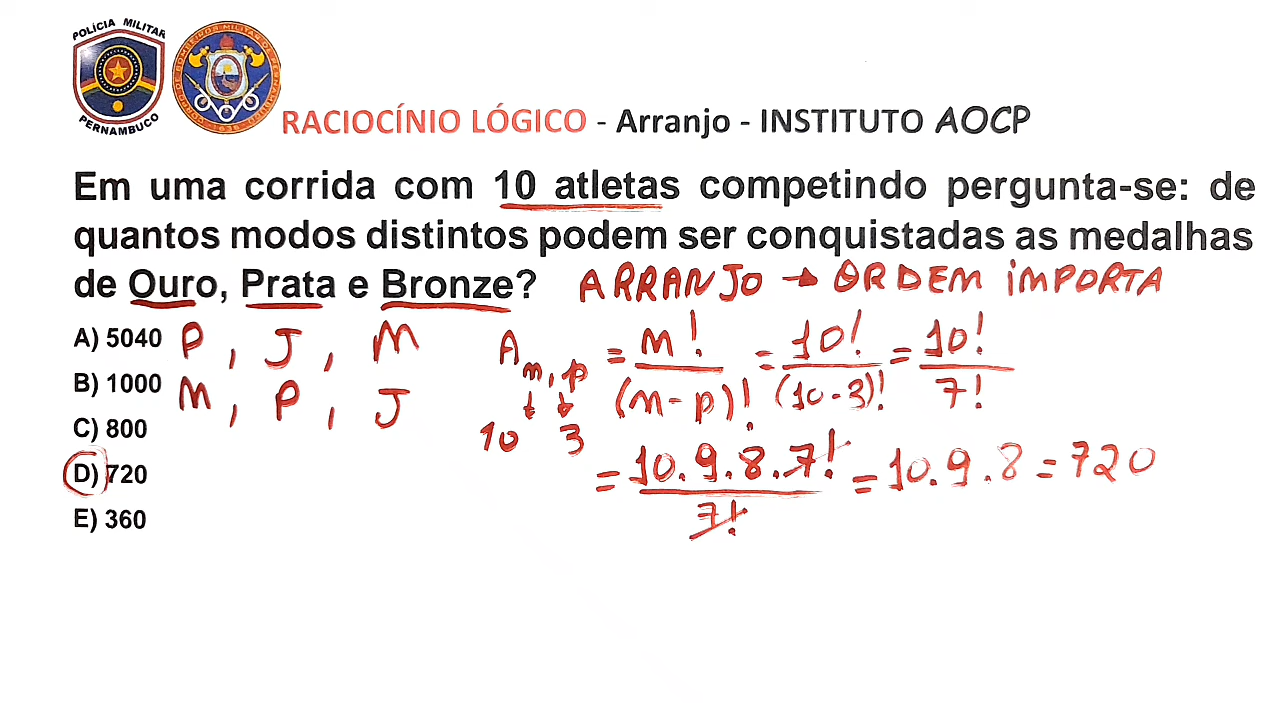 POLÍCIA MILITAR
PERNAMBUCO
RACIOCÍNIO LÓGICO - Arranjo - INSTITUTO AOCP
Em uma corrida com 10 atletas competindo pergunta-se: de
quantos modos distintos podem ser conquistadas as medalhas
de Ouro, Prata e Bronze? ARRANJO → ORDEM IMPORTA
A) 5040 P, J, M
B) 1000 M, P, J
C) 800
D) 720
E) 360
A m,p = m!/(m-p)! = 10!/(10-3)! = 10!/7!
10 3
= 10.9.8.7!/7! = 10.9.8 = 720